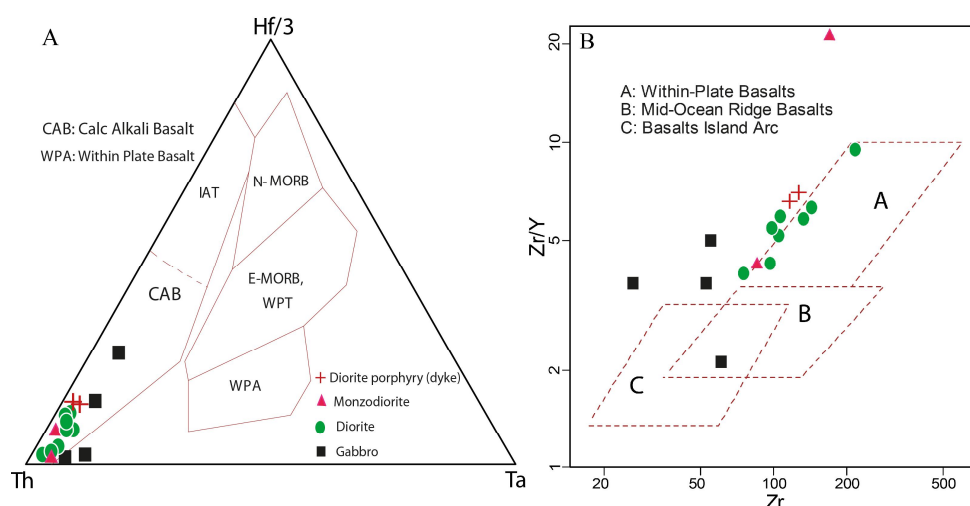 A
Hf/3
CAB: Calc Alkali Basalt
WPA: Within Plate Basalt
IAT
N- MORB
CAB
E-MORB,
WPT
WPA
Diorite porphyry (dyke)
Monzodiorite
Diorite
Gabbro
Th
Ta
B
A: Within-Plate Basalts
B: Mid-Ocean Ridge Basalts
C: Basalts Island Arc
A
B
C
Zr/Y
20
10
5
2
1
20
50
100
200
500
Zr